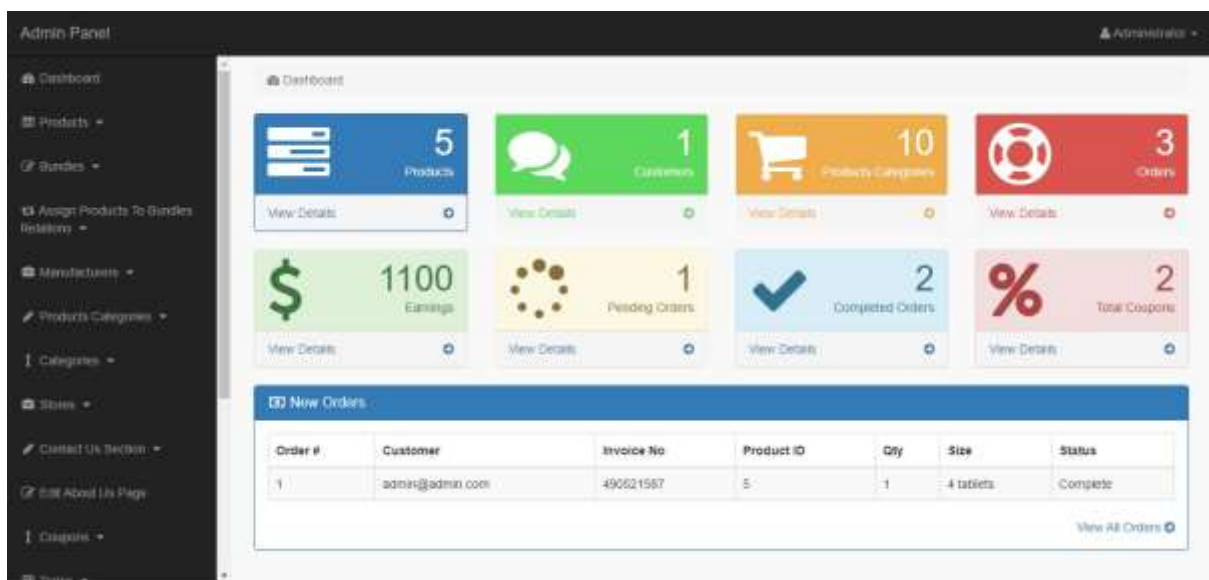 Admin Panel
Administrator
Dashboard
Products
Bundles
Assign Products To Bundles
Relations
Manufacturers
Products Categories
Categories
Stores
Contact Us Section
Edit About Us Page
Coupons
Dashboard
5
Products
View Details
1
Customers
View Details
10
Products Categories
View Details
3
Orders
View Details
1100
Earnings
View Details
1
Pending Orders
View Details
2
Completed Orders
View Details
2
Total Coupons
View Details
New Orders
Order # Customer Invoice No Product ID Qty Size Status
1 admin@admin.com 490521587 5 1 4 tablets Complete
View All Orders